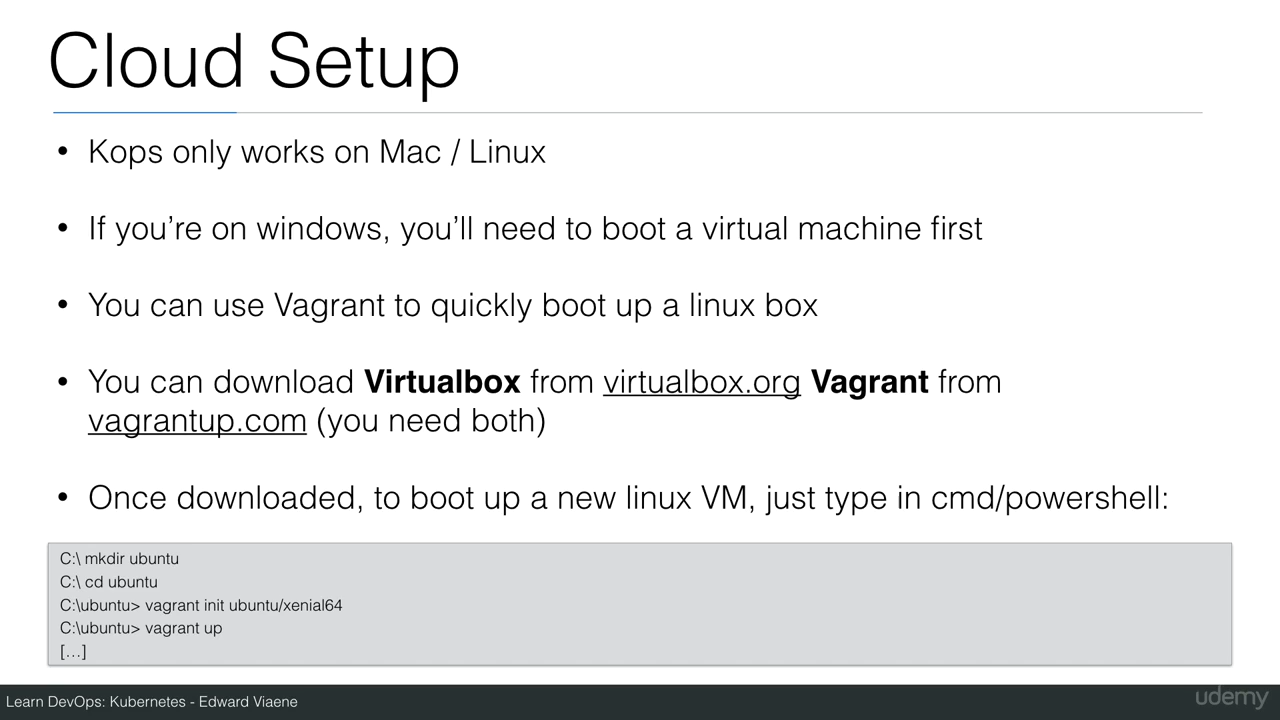 Cloud Setup
• Kops only works on Mac / Linux
• If you’re on windows, you’ll need to boot a virtual machine first
• You can use Vagrant to quickly boot up a linux box
• You can download Virtualbox from virtualbox.org Vagrant from
vagrantup.com (you need both)
• Once downloaded, to boot up a new linux VM, just type in cmd/powershell:
C:\ mkdir ubuntu
C:\ cd ubuntu
C:\ubuntu> vagrant init ubuntu/xenial64
C:\ubuntu> vagrant up
[…]
Learn DevOps: Kubernetes - Edward Viaene
udemy